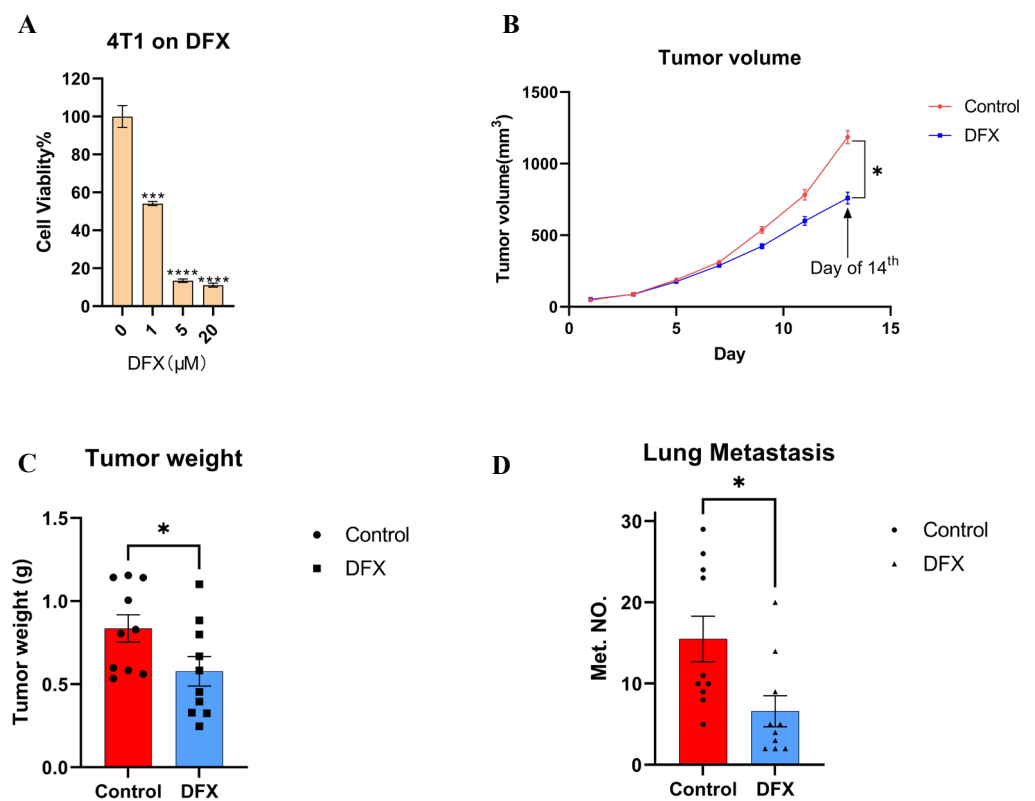 A
4T1 on DFX
Cell Viablity%
120
100
80
60
40
20
0
***
****
****
0
1
5
20
DFX(μM)
B
Tumor volume
Tumor volume(mm³)
1500
1000
500
0
0
5
10
15
Day
*
Day of 14th
Control
DFX
C
Tumor weight
Tumor weight (g)
1.5
1.0
0.5
0.0
*
Control
DFX
Control
DFX
D
Lung Metastasis
Met. NO.
30
20
10
0
*
Control
DFX
Control
DFX